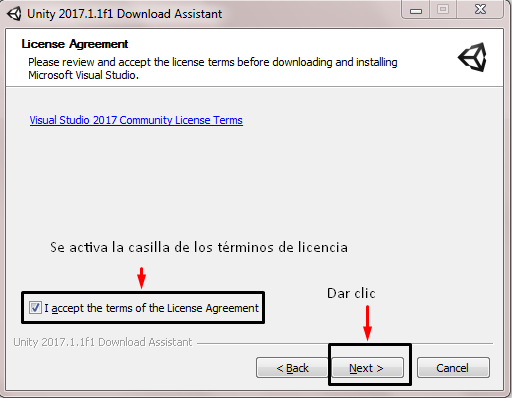 Unity 2017.1.1f1 Download Assistant
License Agreement
Please review and accept the license terms before downloading and installing
Microsoft Visual Studio.
Visual Studio 2017 Community License Terms
Se activa la casilla de los términos de licencia
I accept the terms of the License Agreement
Dar clic
Unity 2017.1.1f1 Download Assistant
< Back Next > Cancel